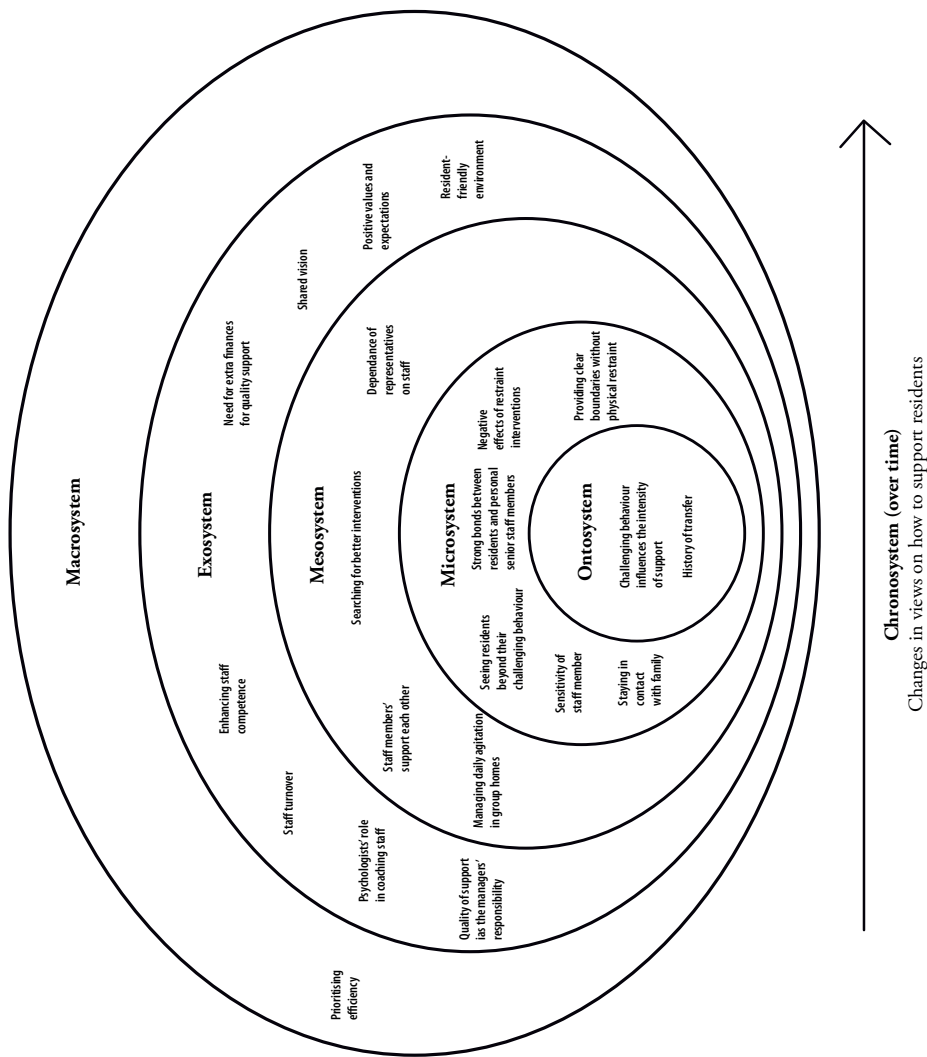 Macrosystem
Prioritising
efficiency
Exosystem
Quality of support
ias the managers'
responsibility
Psychologists' role
in coaching staff
Staff turnover
Enhancing staff
competence
Need for extra finances
for quality support
Shared vision
Positive values and
expectations
Resident-
friendly
environment
Mesosystem
Managing daily agitation
in group homes
Staff members'
support each other
Searching for better interventions
Dependance of
representatives
on staff
Microsystem
Staying in
contact
with family
Sensitivity of
staff member
Seeing residents
beyond their
challenging behaviour
Strong bonds between
residents and personal
senior staff members
Negative
effects of restraint
interventions
Providing clear
boundaries without
physical restraint
Ontosystem
Challenging behaviour
influences the intensity
of support
History of transfer
Chronosystem (over time)
Changes in views on how to support residents